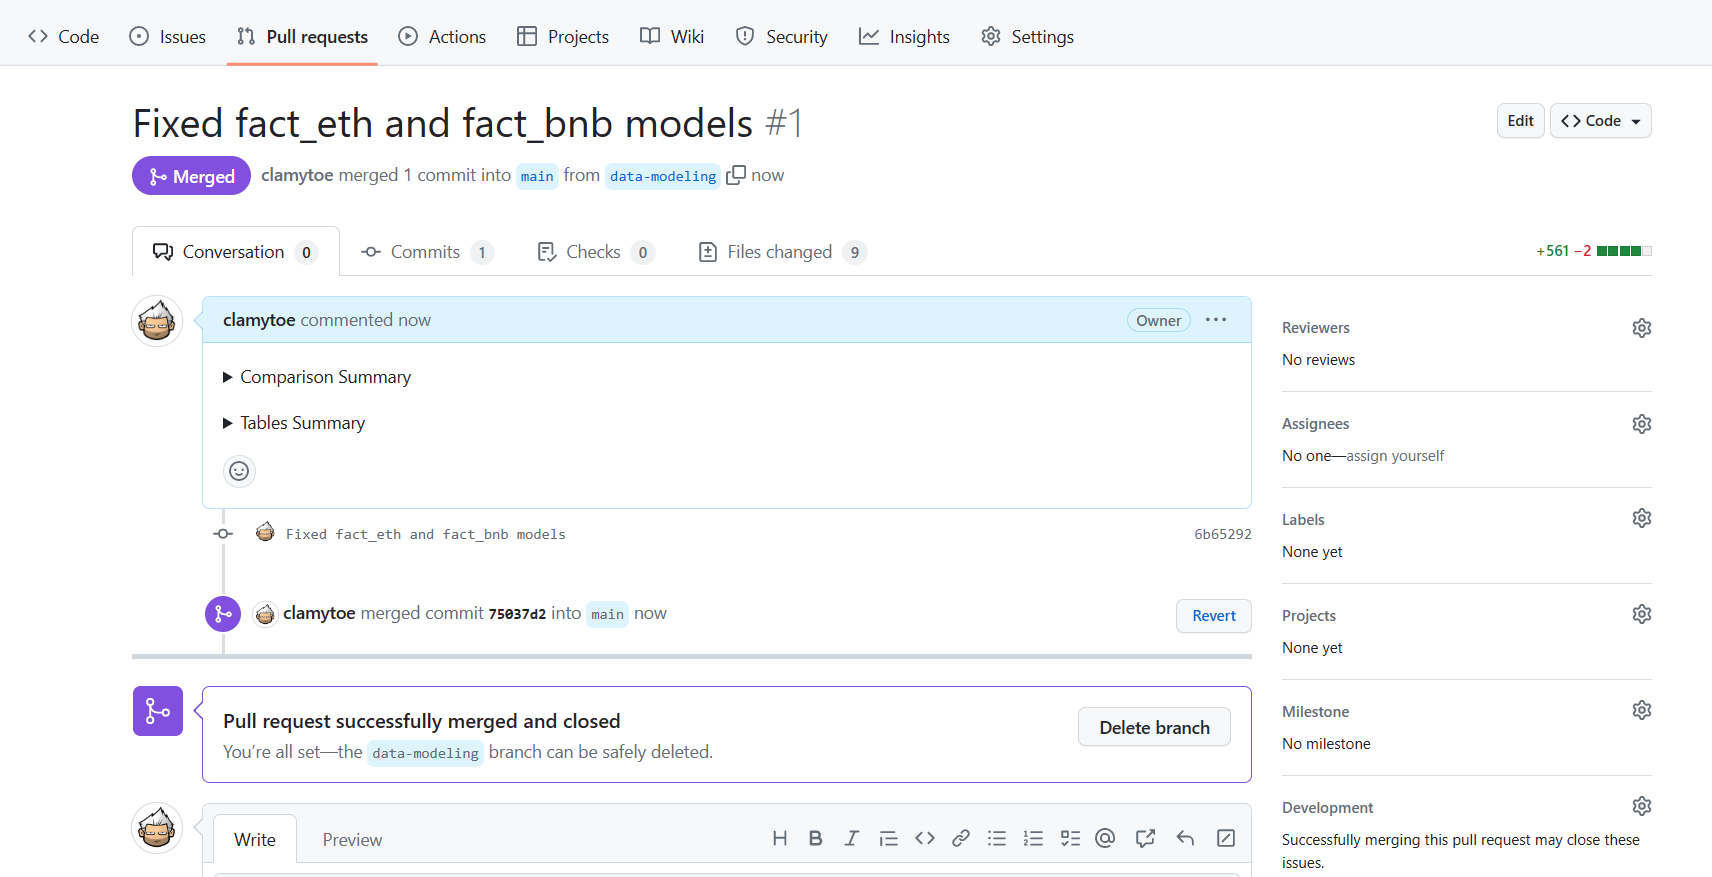 Code Issues Pull requests Actions Projects Wiki Security Insights Settings
Fixed fact_eth and fact_bnb models #1
Edit Code
Merged clamytoe merged 1 commit into main from data-modeling now
Conversation 0 Commits 1 Checks 0 Files changed 9
+561 −2
clamytoe commented now
Owner
Comparison Summary
Tables Summary
Fixed fact_eth and fact_bnb models
6b65292
clamytoe merged commit 75037d2 into main now
Revert
Pull request successfully merged and closed
You’re all set—the data-modeling branch can be safely deleted.
Delete branch
Write Preview
Reviewers
No reviews
Assignees
No one—assign yourself
Labels
None yet
Projects
None yet
Milestone
No milestone
Development
Successfully merging this pull request may close these
issues.